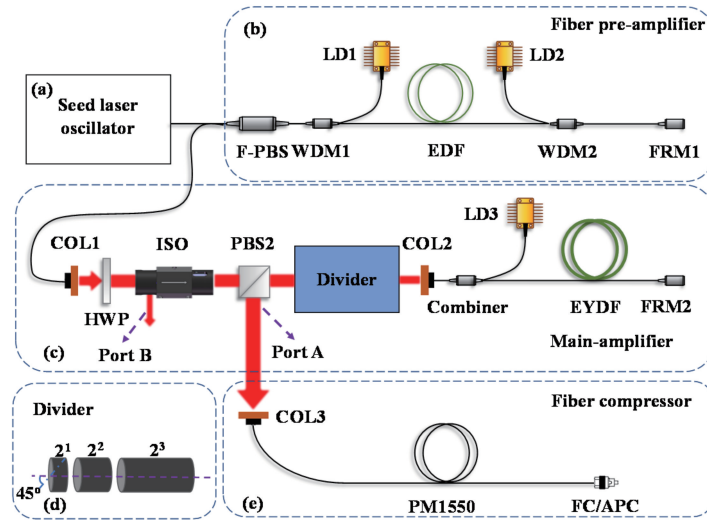 (b)
Fiber pre-amplifier
LD1
LD2
(a)
Seed laser
oscillator
F-PBS
WDM1
EDF
WDM2
FRM1
COL1
ISO
PBS2
COL2
LD3
Divider
HWP
Combiner
EYDF
FRM2
Port B
Port A
(c)
Main-amplifier
Divider
2¹
2²
2³
45°
(d)
COL3
Fiber compressor
(e)
PM1550
FC/APC